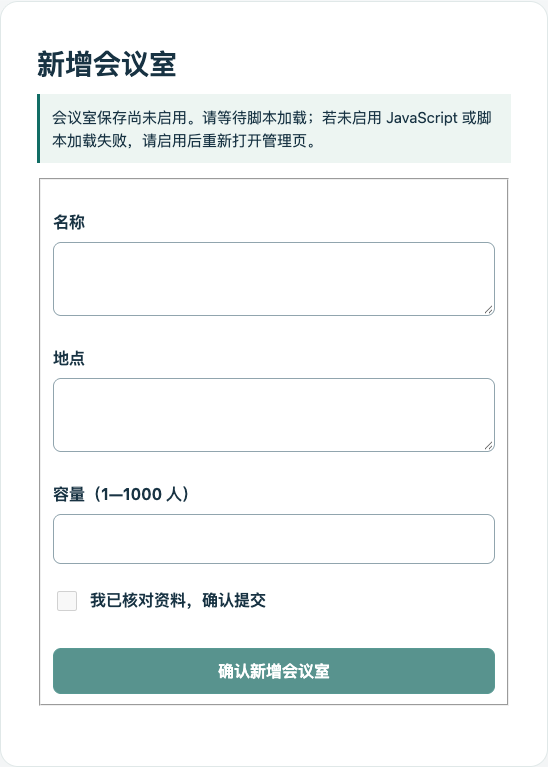 新增会议室
会议室保存尚未启用。请等待脚本加载；若未启用 JavaScript 或脚
本加载失败，请启用后重新打开管理页。
名称
地点
容量（1—1000 人）
我已核对资料，确认提交
确认新增会议室